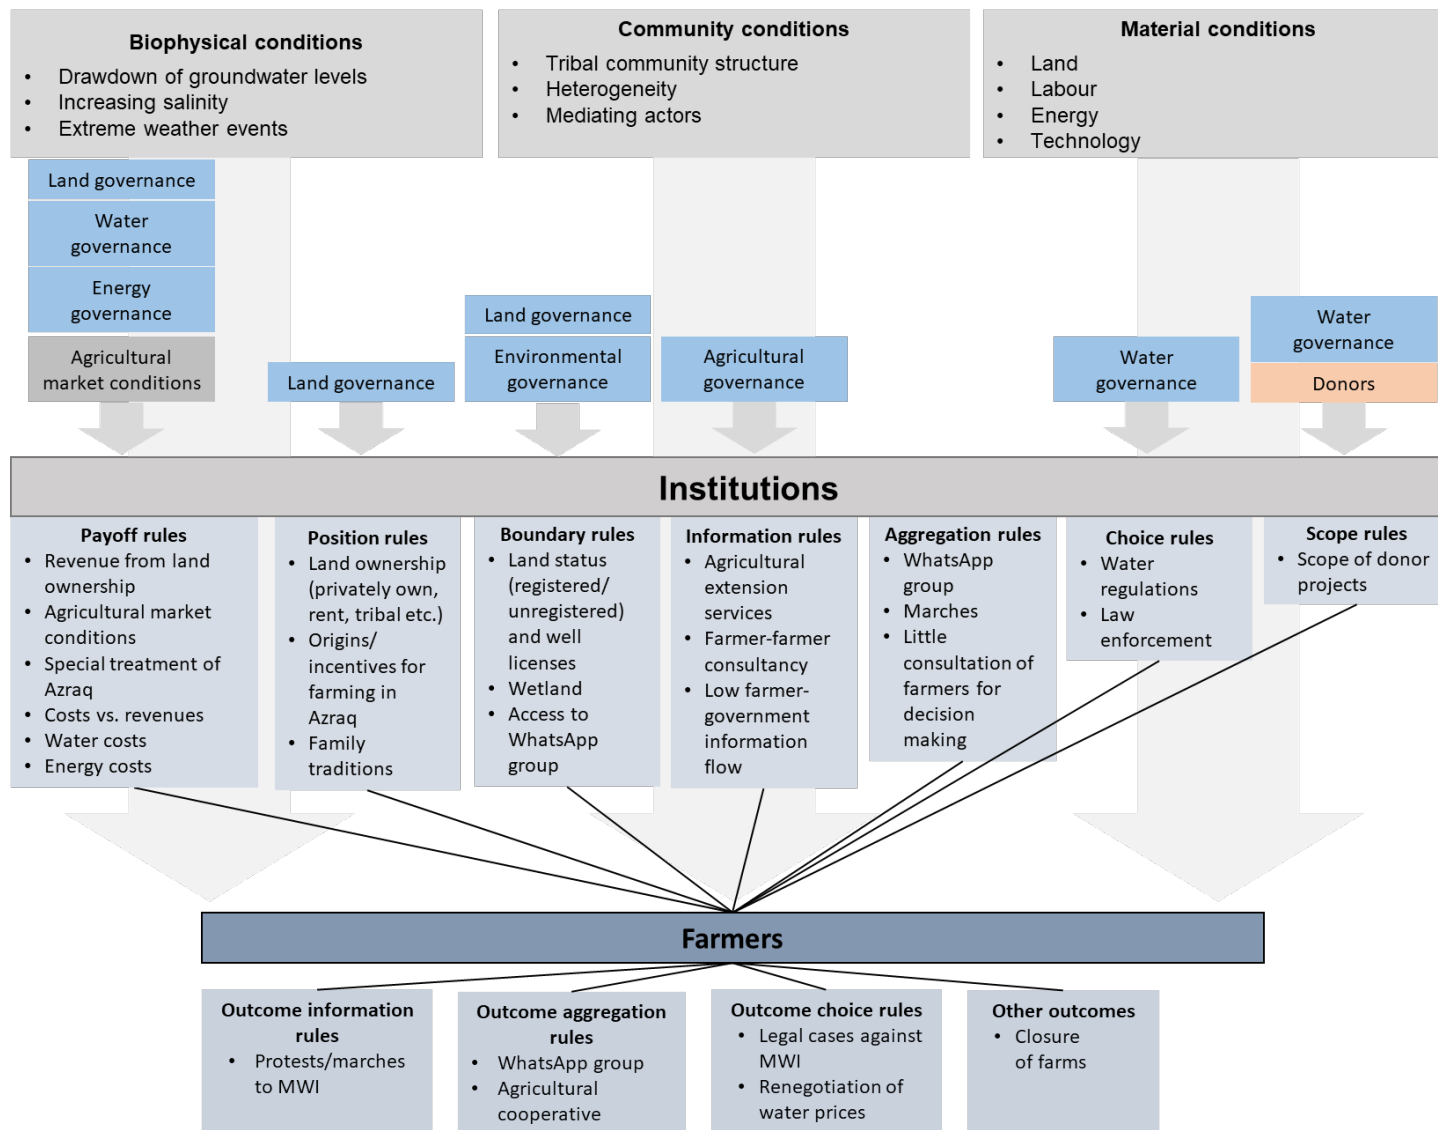 Biophysical conditions
• Drawdown of groundwater levels
• Increasing salinity
• Extreme weather events
Community conditions
• Tribal community structure
• Heterogeneity
• Mediating actors
Material conditions
• Land
• Labour
• Energy
• Technology
Land governance
Water
governance
Energy
governance
Agricultural
market conditions
Land governance
Land governance
Environmental
governance
Agricultural
governance
Water
governance
Water
governance
Donors
Institutions
Payoff rules
• Revenue from land
ownership
• Agricultural market
conditions
• Special treatment of
Azraq
• Costs vs. revenues
• Water costs
• Energy costs
Position rules
• Land ownership
(privately own,
rent, tribal etc.)
• Origins/
incentives for
farming in
Azraq
• Family
traditions
Boundary rules
• Land status
(registered/
unregistered)
and well
licenses
• Wetland
• Access to
WhatsApp
group
Information rules
• Agricultural
extension
services
• Farmer-farmer
consultancy
• Low farmer-
government
information
flow
Aggregation rules
• WhatsApp
group
• Marches
• Little
consultation of
farmers for
decision
making
Choice rules
• Water
regulations
• Law
enforcement
Scope rules
• Scope of donor
projects
Farmers
Outcome information
rules
• Protests/marches
to MWI
Outcome aggregation
rules
• WhatsApp group
• Agricultural
cooperative
Outcome choice rules
• Legal cases against
MWI
• Renegotiation of
water prices
Other outcomes
• Closure
of farms